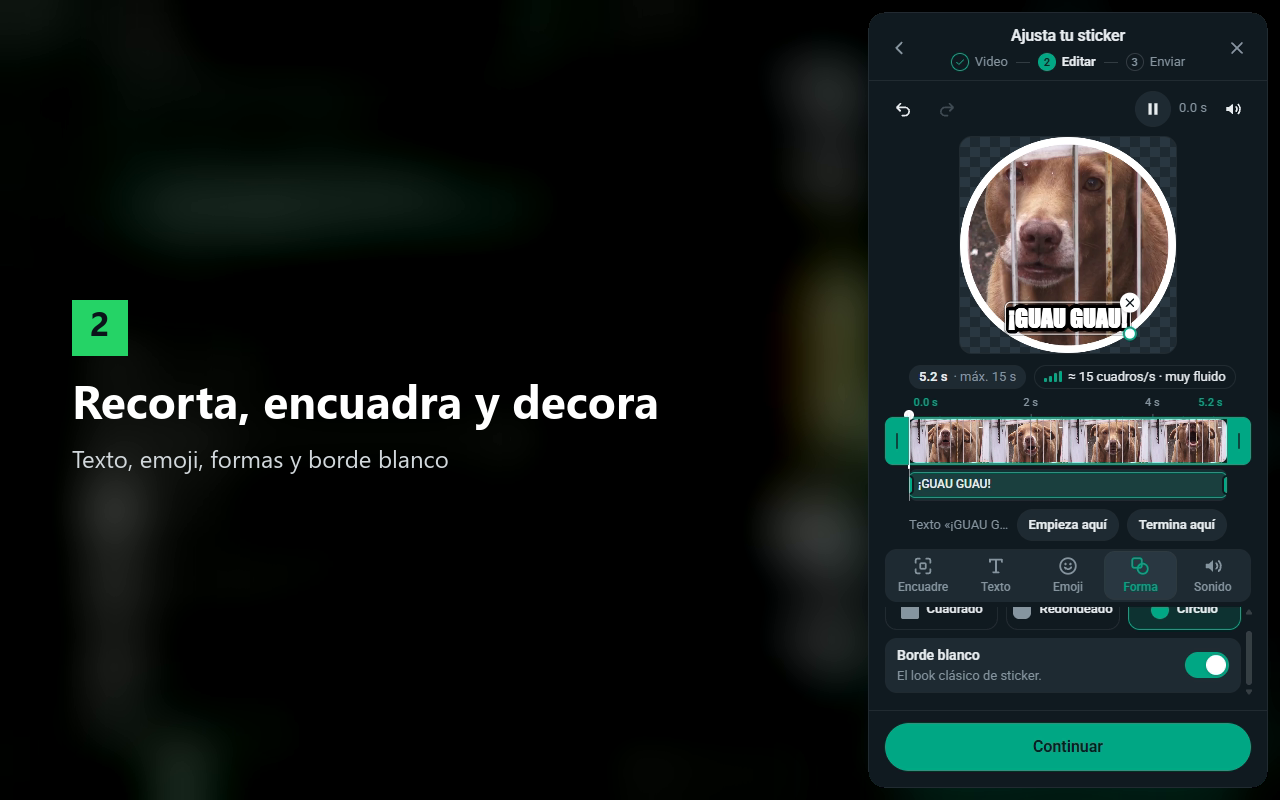 2
Recorta, encuadra y decora
Texto, emoji, formas y borde blanco
Ajusta tu sticker
Video
2 Editar
3 Enviar
0.0 s
¡GUAU GUAU!
5.2 s · máx. 15 s
≈ 15 cuadros/s · muy fluido
0.0 s
2 s
4 s
5.2 s
¡GUAU GUAU!
Texto «¡GUAU G...
Empieza aquí
Termina aquí
Encuadre
Texto
Emoji
Forma
Sonido
Cuadrado
Redondeado
Círculo
Borde blanco
El look clásico de sticker.
Continuar